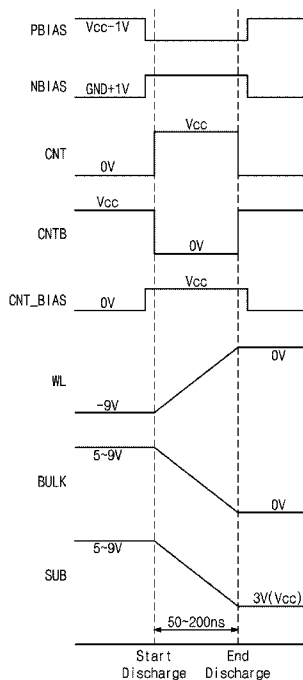 PBIAS Vcc-1V
NBIAS GND+1V
Vcc
CNT
0V
Vcc
CNTB
0V
Vcc
CNT_BIAS 0V
0V
WL
-9V
5~9V
BULK
0V
5~9V
SUB
3V(Vcc)
50~200ns
Start End
Discharge Discharge